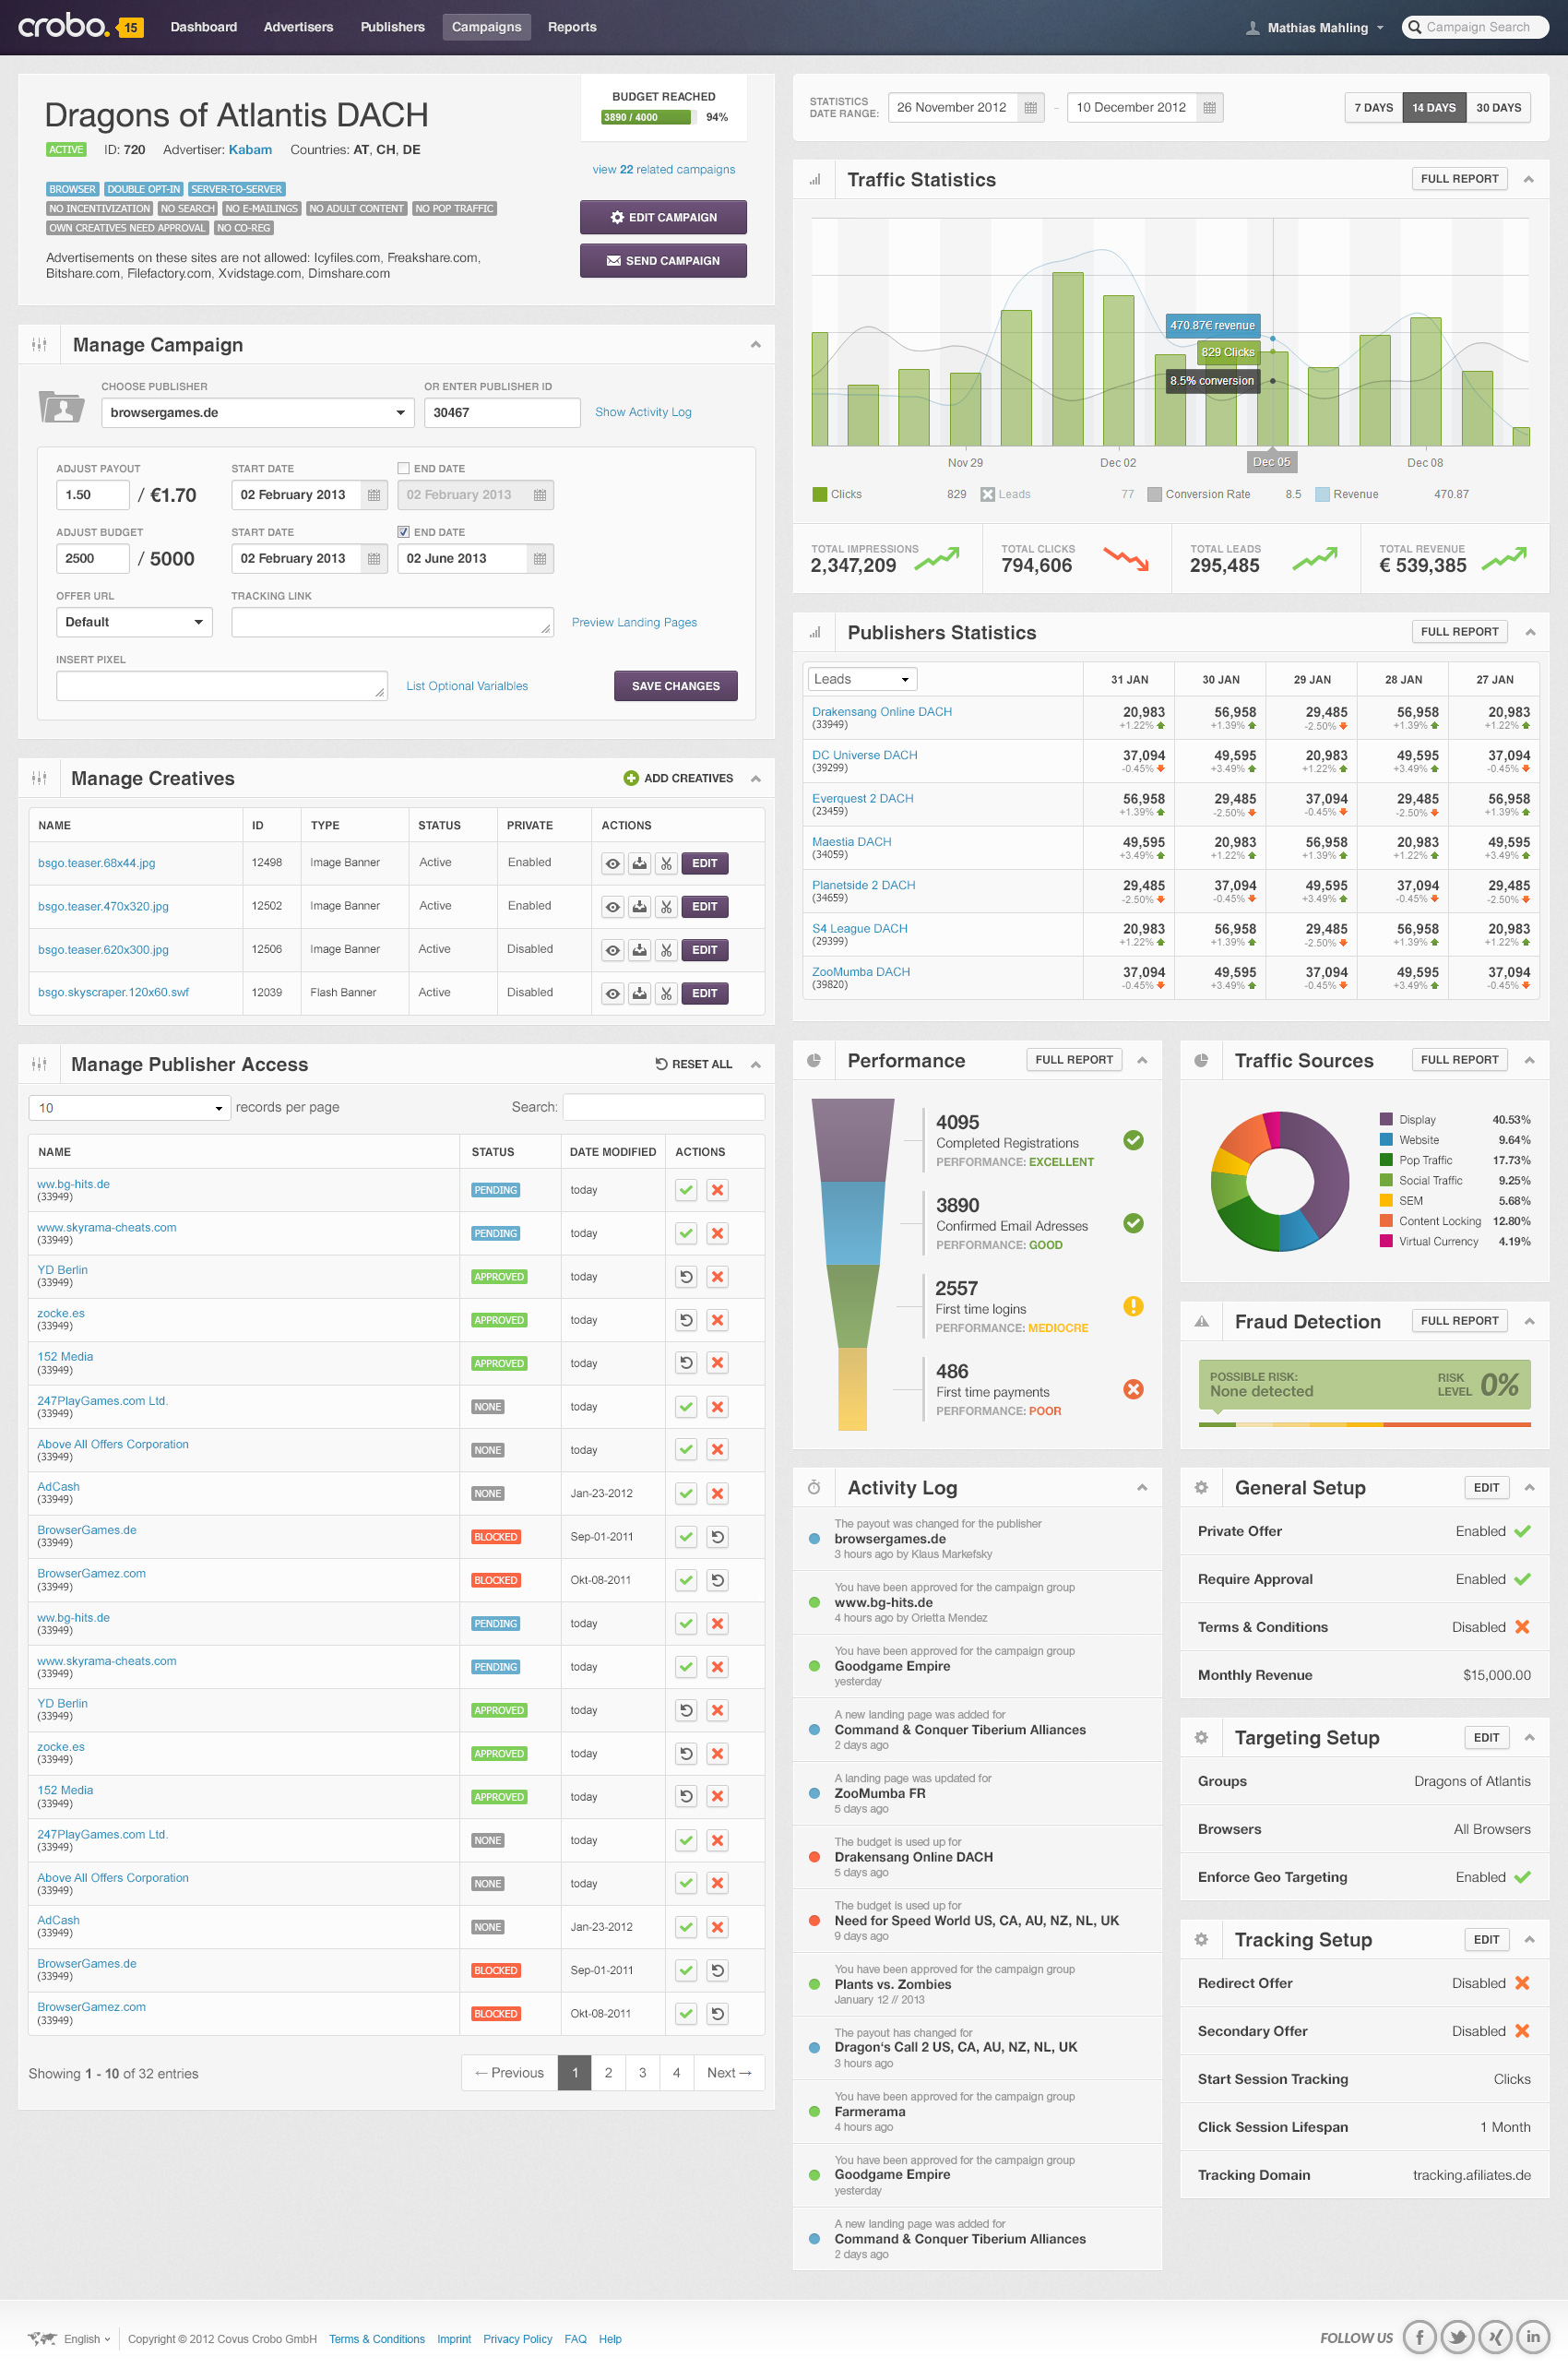 crobo. 15 Dashboard Advertisers Publishers Campaigns Reports Mathias Mahling Campaign Search
Dragons of Atlantis DACH
ACTIVE ID: 720 Advertiser: Kabam Countries: AT, CH, DE
BROWSER DOUBLE OPT-IN SERVER-TO-SERVER
NO INCENTIVIZATION NO SEARCH NO E-MAILINGS NO ADULT CONTENT NO POP TRAFFIC
OWN CREATIVES NEED APPROVAL NO CO-REG
Advertisements on these sites are not allowed: Icyfiles.com, Freakshare.com,
Bitshare.com, Filefactory.com, Xvidstage.com, Dimshare.com
BUDGET REACHED
3890 / 4000 94%
view 22 related campaigns
EDIT CAMPAIGN
SEND CAMPAIGN
Manage Campaign
CHOOSE PUBLISHER OR ENTER PUBLISHER ID
browsergames.de 30467 Show Activity Log
ADJUST PAYOUT START DATE END DATE
1.50 / €1.70 02 February 2013 02 February 2013
ADJUST BUDGET START DATE END DATE
2500 / 5000 02 February 2013 02 June 2013
OFFER URL TRACKING LINK
Default Preview Landing Pages
INSERT PIXEL
List Optional Varialbles SAVE CHANGES
Manage Creatives ADD CREATIVES
NAME ID TYPE STATUS PRIVATE ACTIONS
bsgo.teaser.68x44.jpg 12498 Image Banner Active Enabled EDIT
bsgo.teaser.470x320.jpg 12502 Image Banner Active Enabled EDIT
bsgo.teaser.620x300.jpg 12506 Image Banner Active Disabled EDIT
bsgo.skyscraper.120x60.swf 12039 Flash Banner Active Disabled EDIT
Manage Publisher Access RESET ALL
10 records per page Search:
NAME STATUS DATE MODIFIED ACTIONS
ww.bg-hits.de PENDING today
(33949)
www.skyrama-cheats.com PENDING today
(33949)
YD Berlin APPROVED today
(33949)
zocke.es APPROVED today
(33949)
152 Media APPROVED today
(33949)
247PlayGames.com Ltd. NONE today
(33949)
Above All Offers Corporation NONE today
(33949)
AdCash NONE Jan-23-2012
(33949)
BrowserGames.de BLOCKED Sep-01-2011
(33949)
BrowserGamez.com BLOCKED Okt-08-2011
(33949)
ww.bg-hits.de PENDING today
(33949)
www.skyrama-cheats.com PENDING today
(33949)
YD Berlin APPROVED today
(33949)
zocke.es APPROVED today
(33949)
152 Media APPROVED today
(33949)
247PlayGames.com Ltd. NONE today
(33949)
Above All Offers Corporation NONE today
(33949)
AdCash NONE Jan-23-2012
(33949)
BrowserGames.de BLOCKED Sep-01-2011
(33949)
BrowserGamez.com BLOCKED Okt-08-2011
(33949)
Showing 1 - 10 of 32 entries ← Previous 1 2 3 4 Next →
STATISTICS
DATE RANGE: 26 November 2012 - 10 December 2012 7 DAYS 14 DAYS 30 DAYS
Traffic Statistics FULL REPORT
470.87€ revenue
829 Clicks
8.5% conversion
Nov 29 Dec 02 Dec 05 Dec 08
Clicks 829 Leads 77 Conversion Rate 8.5 Revenue 470.87
TOTAL IMPRESSIONS TOTAL CLICKS TOTAL LEADS TOTAL REVENUE
2,347,209 794,606 295,485 € 539,385
Publishers Statistics FULL REPORT
Leads 31 JAN 30 JAN 29 JAN 28 JAN 27 JAN
Drakensang Online DACH 20,983 56,958 29,485 56,958 20,983
(33949) +1.22% +1.39% -2.50% +1.39% +1.22%
DC Universe DACH 37,094 49,595 20,983 49,595 37,094
(39299) -0.45% +3.49% +1.22% +3.49% -0.45%
Everquest 2 DACH 56,958 29,485 37,094 29,485 56,958
(23459) +1.39% -2.50% -0.45% -2.50% +1.39%
Maestia DACH 49,595 20,983 56,958 20,983 49,595
(34059) +3.49% +1.22% +1.39% +1.22% +3.49%
Planetside 2 DACH 29,485 37,094 49,595 37,094 29,485
(34659) -2.50% -0.45% +3.49% -0.45% -2.50%
S4 League DACH 20,983 56,958 29,485 56,958 20,983
(29399) +1.22% +1.39% -2.50% +1.39% +1.22%
ZooMumba DACH 37,094 49,595 37,094 49,595 37,094
(39820) -0.45% +3.49% -0.45% +3.49% -0.45%
Performance FULL REPORT
4095
Completed Registrations
PERFORMANCE: EXCELLENT
3890
Confirmed Email Adresses
PERFORMANCE: GOOD
2557
First time logins
PERFORMANCE: MEDIOCRE
486
First time payments
PERFORMANCE: POOR
Traffic Sources FULL REPORT
Display 40.53%
Website 9.64%
Pop Traffic 17.73%
Social Traffic 9.25%
SEM 5.68%
Content Locking 12.80%
Virtual Currency 4.19%
Fraud Detection FULL REPORT
POSSIBLE RISK:
None detected
RISK
LEVEL 0%
Activity Log
The payout was changed for the publisher
browsergames.de
3 hours ago by Klaus Markefsky
You have been approved for the campaign group
www.bg-hits.de
4 hours ago by Orietta Mendez
You have been approved for the campaign group
Goodgame Empire
yesterday
A new landing page was added for
Command & Conquer Tiberium Alliances
2 days ago
A landing page was updated for
ZooMumba FR
5 days ago
The budget is used up for
Drakensang Online DACH
5 days ago
The budget is used up for
Need for Speed World US, CA, AU, NZ, NL, UK
9 days ago
You have been approved for the campaign group
Plants vs. Zombies
January 12 // 2013
The payout has changed for
Dragon's Call 2 US, CA, AU, NZ, NL, UK
3 hours ago
You have been approved for the campaign group
Farmerama
4 hours ago
You have been approved for the campaign group
Goodgame Empire
yesterday
A new landing page was added for
Command & Conquer Tiberium Alliances
2 days ago
General Setup EDIT
Private Offer Enabled
Require Approval Enabled
Terms & Conditions Disabled
Monthly Revenue $15,000.00
Targeting Setup EDIT
Groups Dragons of Atlantis
Browsers All Browsers
Enforce Geo Targeting Enabled
Tracking Setup EDIT
Redirect Offer Disabled
Secondary Offer Disabled
Start Session Tracking Clicks
Click Session Lifespan 1 Month
Tracking Domain tracking.afiliates.de
English Copyright © 2012 Covus Crobo GmbH Terms & Conditions Imprint Privacy Policy FAQ Help FOLLOW US